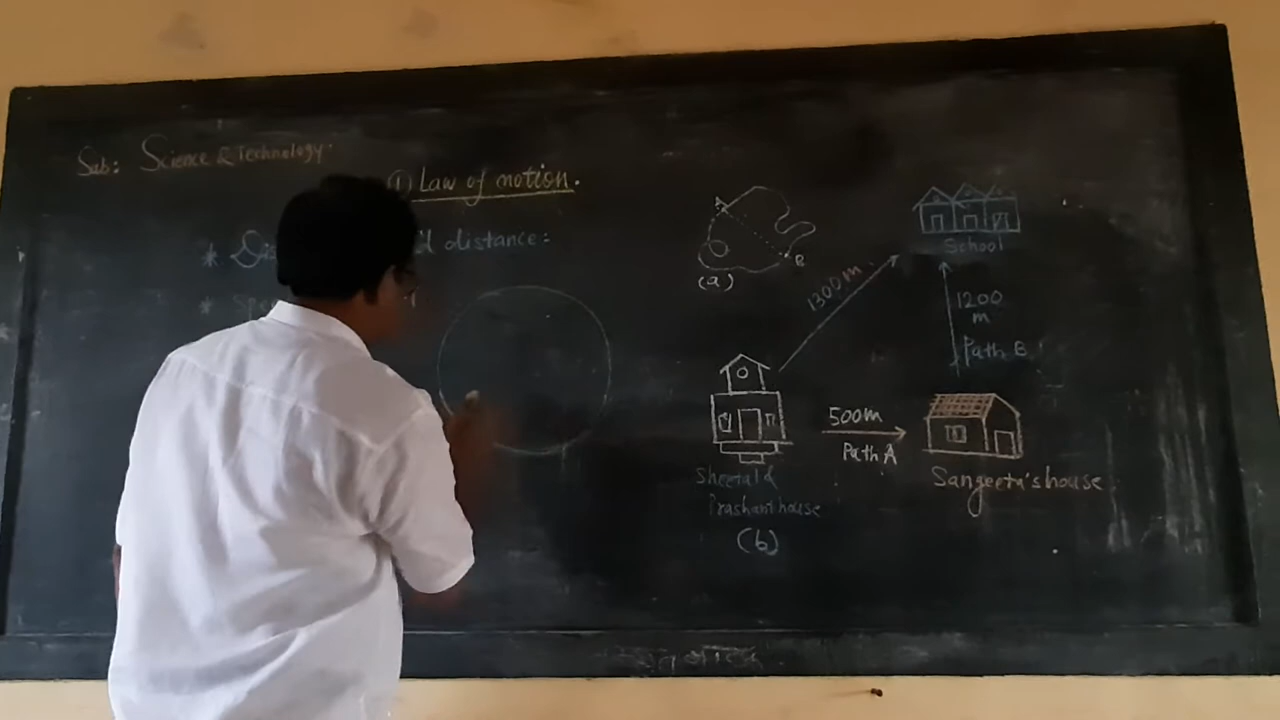 Sub: Science & Technology.
① Law of motion.
* distance:
*
A
B
(a)
School
1300m
1200
m
Path B
500m
Path A
Sheetal &
Prashant house
(b)
Sangeeta's house